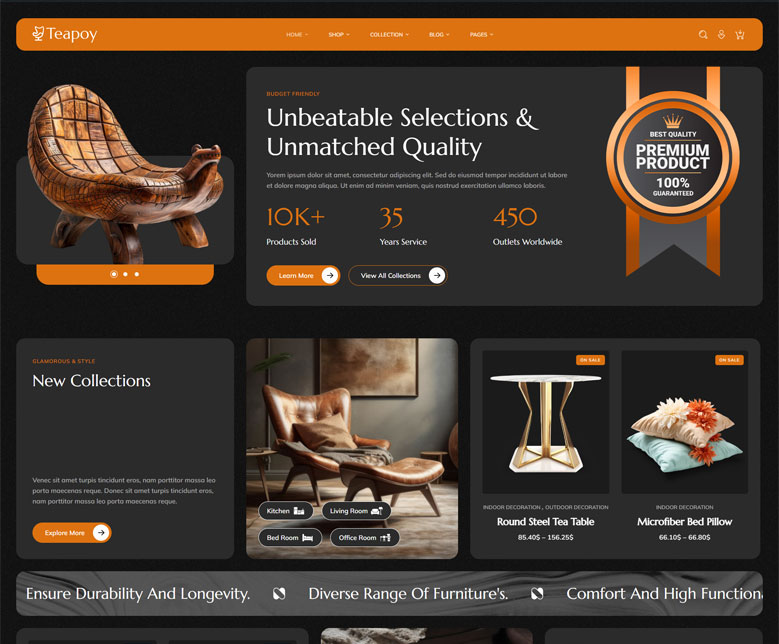 Teapoy
HOME
SHOP
COLLECTION
BLOG
PAGES
BUDGET FRIENDLY
Unbeatable Selections &
Unmatched Quality
Yorem ipsum dolor sit amet, consectetur adipiscing elit. Sed do eiusmod tempor incididunt ut labore
et dolore magna aliqua. Ut enim ad minim veniam, quis nostrud exercitation ullamco laboris.
10K+
35
450
Products Sold
Years Service
Outlets Worldwide
Learn More
View All Collections
BEST QUALITY
PREMIUM
PRODUCT
100%
GUARANTEED
GLAMOROUS & STYLE
New Collections
Venec sit amet turpis tincidunt eros, nam porttitor massa leo
porta maecenas reque. Donec sit amet turpis tincidunt eros,
nam porttitor massa leo porta maecenas reque.
Explore More
Kitchen
Living Room
Bed Room
Office Room
ON SALE
INDOOR DECORATION , OUTDOOR DECORATION
Round Steel Tea Table
85.40$ – 156.25$
ON SALE
INDOOR DECORATION
Microfiber Bed Pillow
66.10$ – 66.80$
Ensure Durability And Longevity.
Diverse Range Of Furniture's.
Comfort And High Function